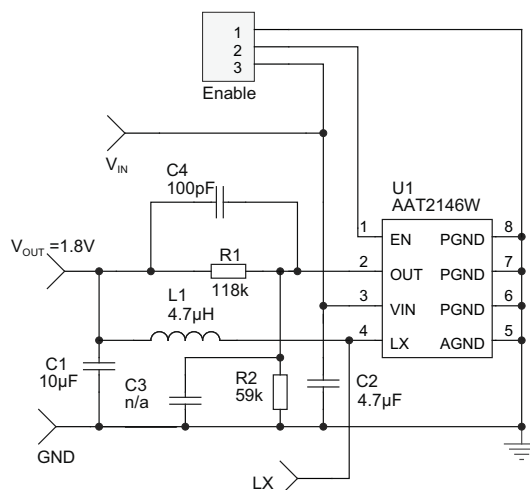 1
2
3
Enable
V_IN
C4
100pF
U1
AAT2146W
V_OUT =1.8V
R1
118k
1 EN PGND 8
2 OUT PGND 7
3 VIN PGND 6
4 LX AGND 5
L1
4.7µH
C1
10µF
C3
n/a
R2
59k
C2
4.7µF
GND
LX